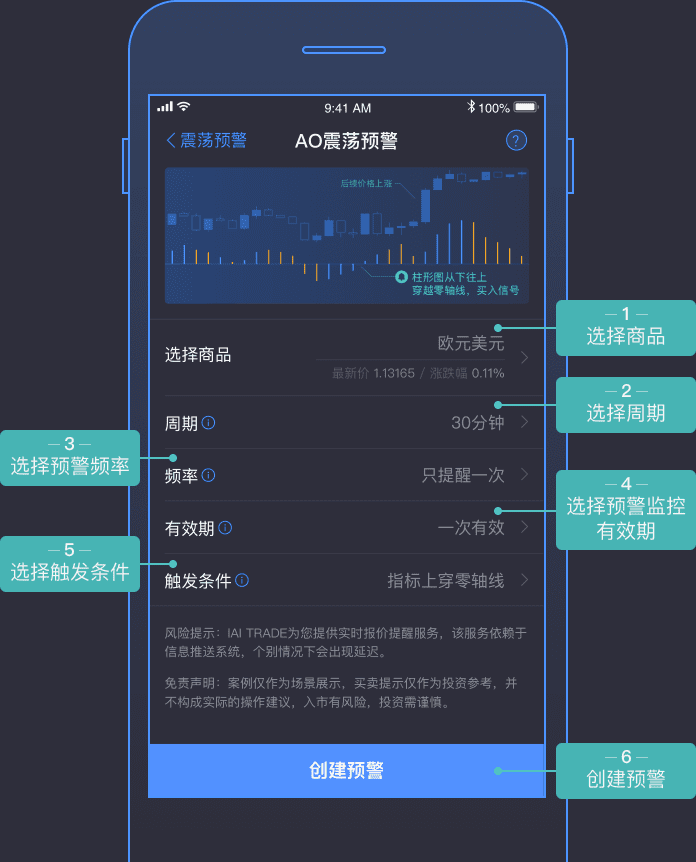 9:41 AM
100%
震荡预警
AO震荡预警
?
后续价格上涨
柱形图从下往上
穿越零轴线，买入信号
— 1 —
选择商品
选择商品
欧元美元
最新价 1.13165 / 涨跌幅 0.11%
— 2 —
选择周期
周期
30分钟
— 3 —
选择预警频率
频率
只提醒一次
— 4 —
选择预警监控
有效期
有效期
一次有效
— 5 —
选择触发条件
触发条件
指标上穿零轴线
风险提示：IAI TRADE为您提供实时报价提醒服务，该服务依赖于
信息推送系统，个别情况下会出现延迟。
免责声明：案例仅作为场景展示，买卖提示仅作为投资参考，并
不构成实际的操作建议，入市有风险，投资需谨慎。
创建预警
— 6 —
创建预警